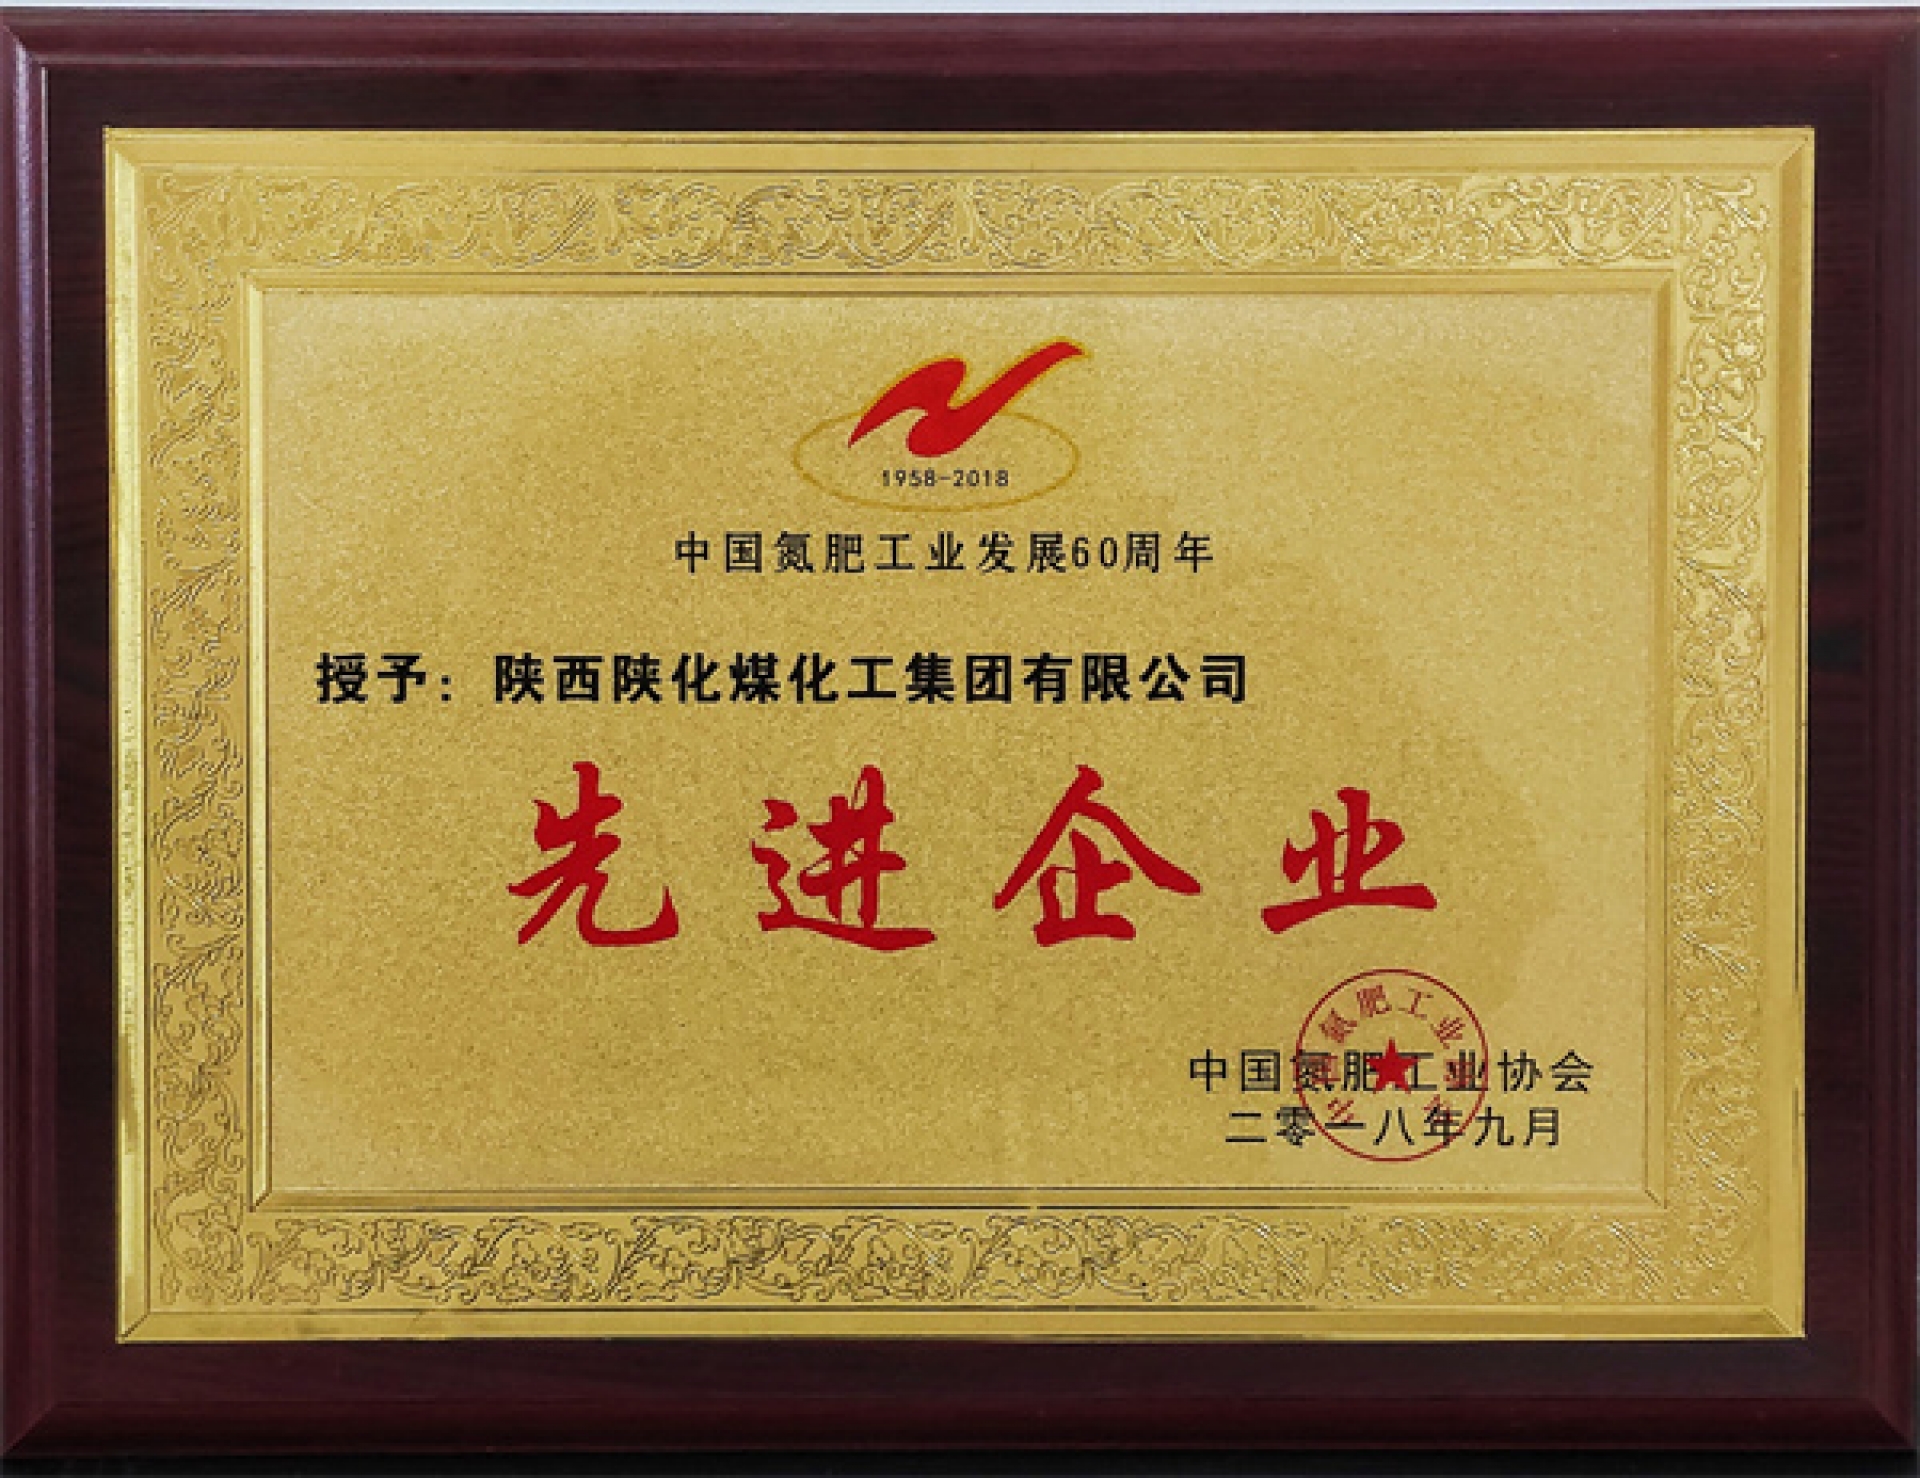 1958-2018
中国氮肥工业发展60周年
授予：陕西陕化煤化工集团有限公司
先进企业
中国氮肥工业协会
二零一八年九月